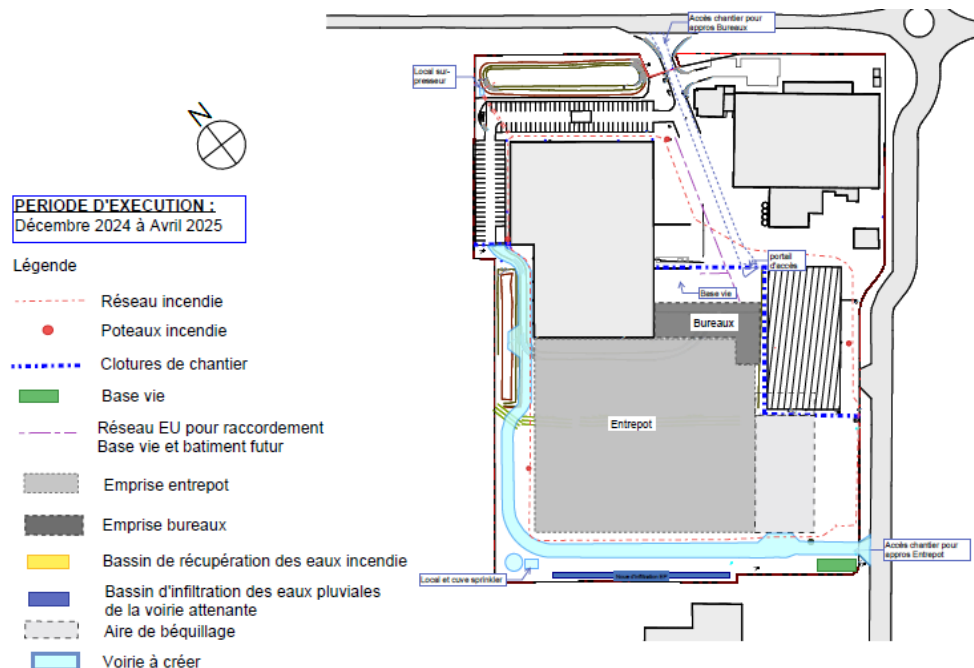 Accès chantier pour
appros Bureaux
Local sur-
presseur
N
PERIODE D'EXECUTION :
Décembre 2024 à Avril 2025
Légende
Réseau incendie
Poteaux incendie
Clotures de chantier
Base vie
Réseau EU pour raccordement
Base vie et batiment futur
Emprise entrepot
Emprise bureaux
Bassin de récupération des eaux incendie
Bassin d'infiltration des eaux pluviales
de la voirie attenante
Aire de béquillage
Voirie à créer
portail
d'accès
Base vie
Bureaux
Entrepot
Accès chantier pour
appros Entrepot
Local et cuve sprinkler
d'infiltration EP